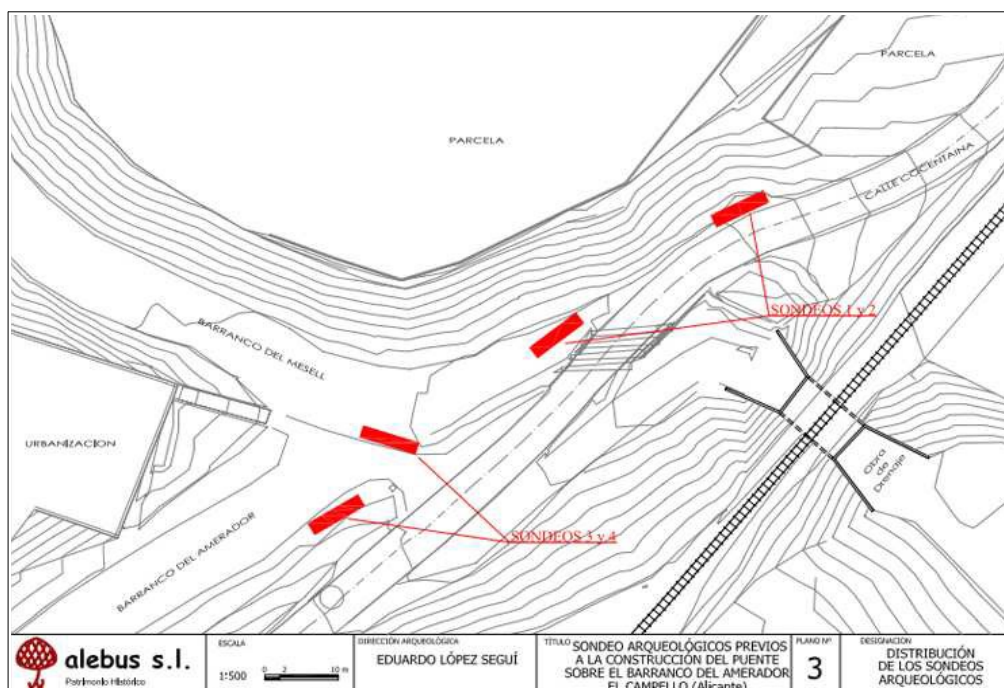 PARCELA
PARCELA
CALLE COCENTAINA
SONDEOS 1 y 2
BARRANCO DEL MESELL
URBANIZACION
Obra
de
Drenaje
SONDEOS 3 y 4
BARRANCO DEL AMERADOR
alebus s.l.
Patrimonio Histórico
ESCALA
1:500
0 2 10 m
DIRECCIÓN ARQUEOLÓGICA
EDUARDO LÓPEZ SEGUÍ
TÍTULO
SONDEO ARQUEOLÓGICOS PREVIOS
A LA CONSTRUCCIÓN DEL PUENTE
SOBRE EL BARRANCO DEL AMERADOR
EL CAMPELLO (Alicante)
PLANO Nº
3
DESIGNACION
DISTRIBUCIÓN
DE LOS SONDEOS
ARQUEOLÓGICOS